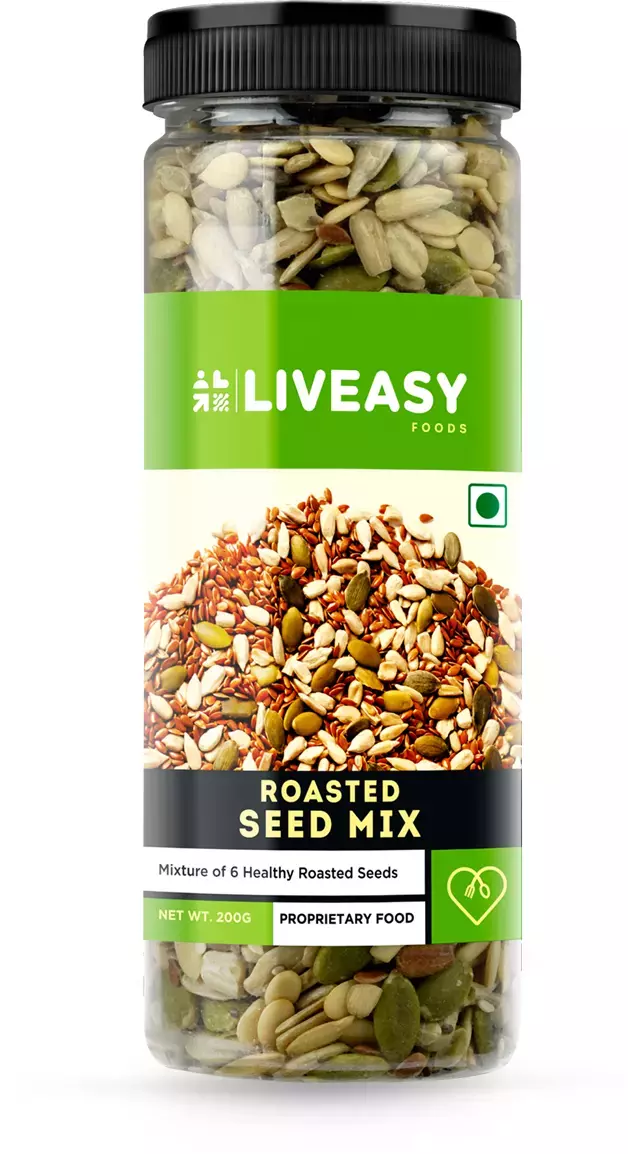 LIVEASY
FOODS
ROASTED
SEED MIX
Mixture of 6 Healthy Roasted Seeds
NET WT. 200G
PROPRIETARY FOOD